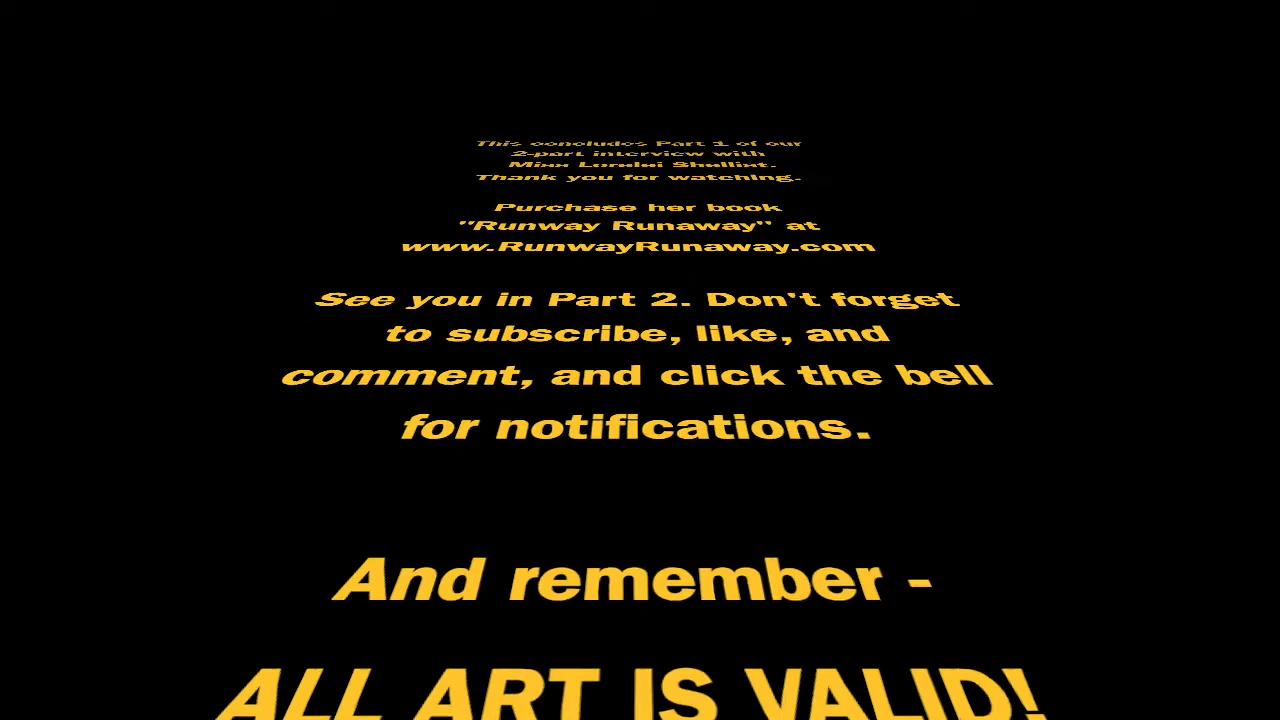 This concludes Part 1 of our
2-part interview with
Miss Lorelei Shellist.
Thank you for watching.
Purchase her book
"Runway Runaway" at
www.RunwayRunaway.com
See you in Part 2. Don't forget
to subscribe, like, and
comment, and click the bell
for notifications.
And remember -
ALL ART IS VALID!